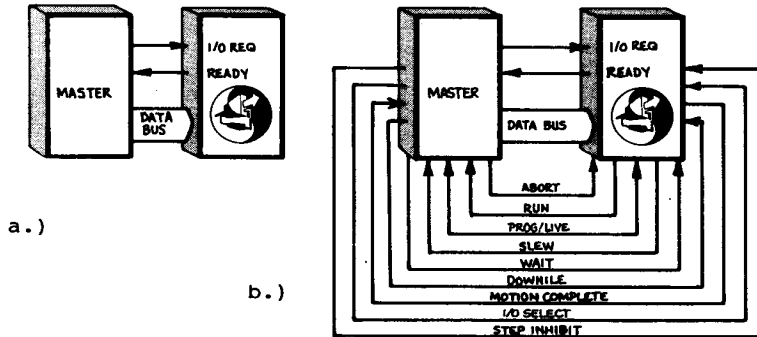 MASTER
I/O REQ
READY
DATA
BUS
a.)
MASTER
I/O REQ
READY
DATA BUS
ABORT
RUN
PROG/LIVE
SLEW
WAIT
DOWHILE
MOTION COMPLETE
I/O SELECT
STEP INHIBIT
b.)